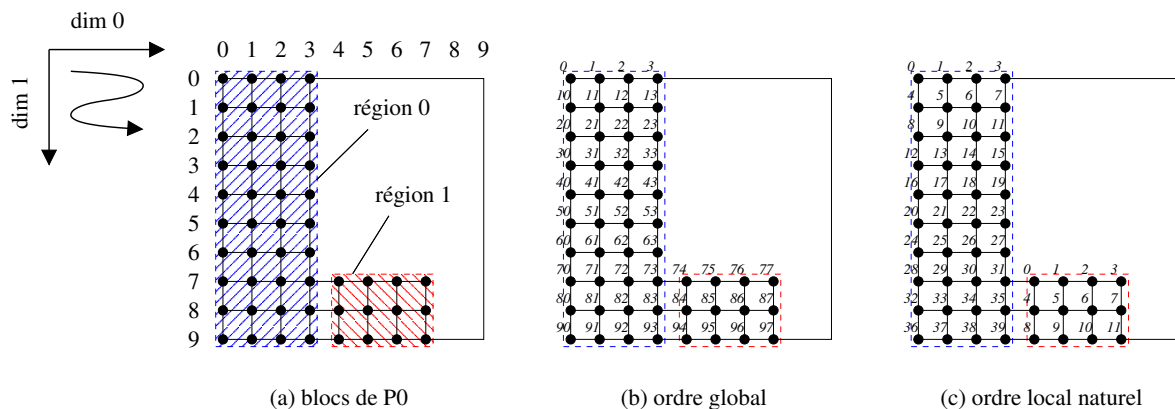 dim 0
dim 1
0 1 2 3 4 5 6 7 8 9
0
1
2
3
4
5
6
7
8
9
région 0
région 1
(a) blocs de P0
0 1 2 3
10 11 12 13
20 21 22 23
30 31 32 33
40 41 42 43
50 51 52 53
60 61 62 63
70 71 72 73 74 75 76 77
80 81 82 83 84 85 86 87
90 91 92 93 94 95 96 97
(b) ordre global
0 1 2 3
4 5 6 7
8 9 10 11
12 13 14 15
16 17 18 19
20 21 22 23
24 25 26 27
28 29 30 31 0 1 2 3
32 33 34 35 4 5 6 7
36 37 38 39 8 9 10 11
(c) ordre local naturel